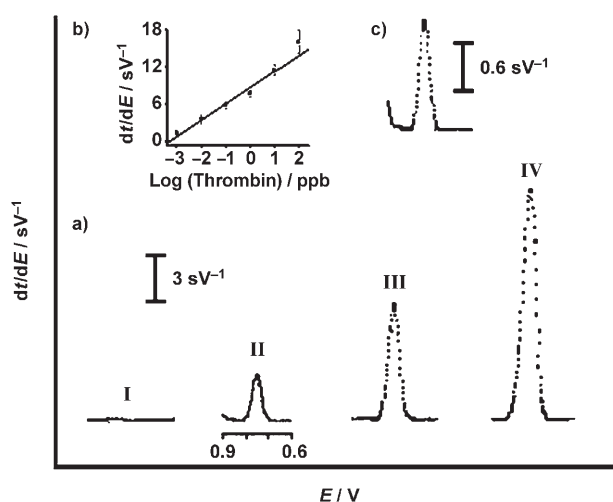 b)
dt/dE / sV⁻¹
18
12
6
0
–3 –2 –1 0 1 2
Log (Thrombin) / ppb
c)
0.6 sV⁻¹
a)
3 sV⁻¹
I
II
III
IV
0.9 0.6
dt/dE / sV⁻¹
E / V